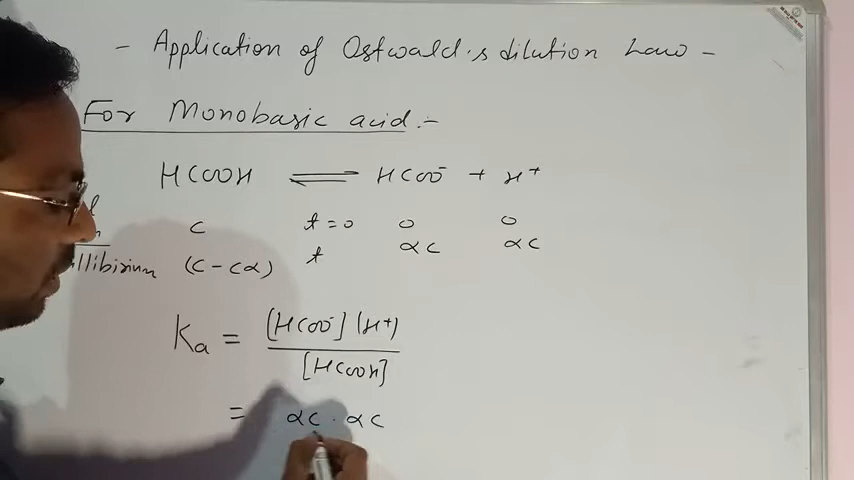 - Application of Ostwald's dilution Law -
For Monobasic acid :-
HCOOH ⇌ HCOO⁻ + H⁺
C t=0 0 0
(C-Cα) t αC αC
Ka = [HCOO⁻] (H⁺) / [HCOOH]
= αC . αC